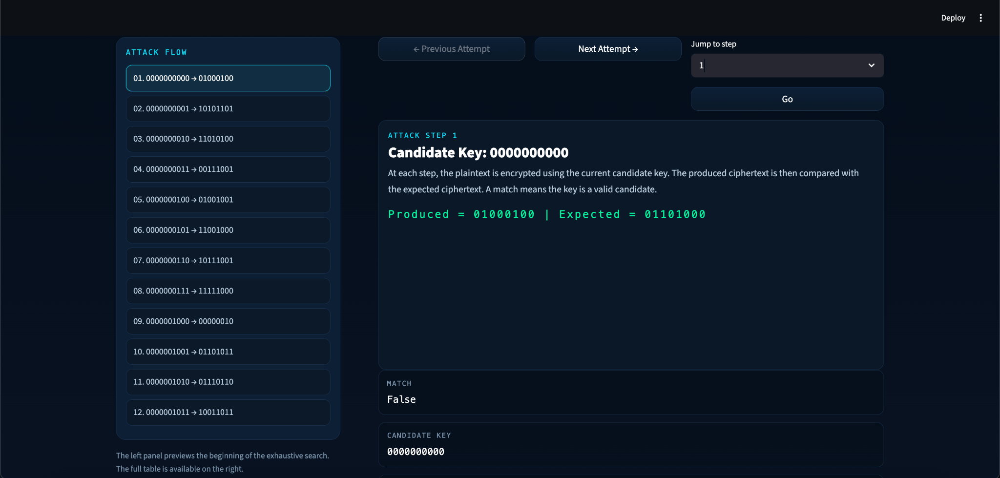 Deploy
ATTACK FLOW
01. 0000000000 → 01000100
02. 0000000001 → 10101101
03. 0000000010 → 11010100
04. 0000000011 → 00111001
05. 0000000100 → 01001001
06. 0000000101 → 11001000
07. 0000000110 → 10111001
08. 0000000111 → 11111000
09. 0000001000 → 00000010
10. 0000001001 → 01101011
11. 0000001010 → 01110110
12. 0000001011 → 10011011
The left panel previews the beginning of the exhaustive search.
The full table is available on the right.
← Previous Attempt
Next Attempt →
Jump to step
1
Go
ATTACK STEP 1
Candidate Key: 0000000000
At each step, the plaintext is encrypted using the current candidate key. The produced ciphertext is then compared with
the expected ciphertext. A match means the key is a valid candidate.
Produced = 01000100 | Expected = 01101000
MATCH
False
CANDIDATE KEY
0000000000